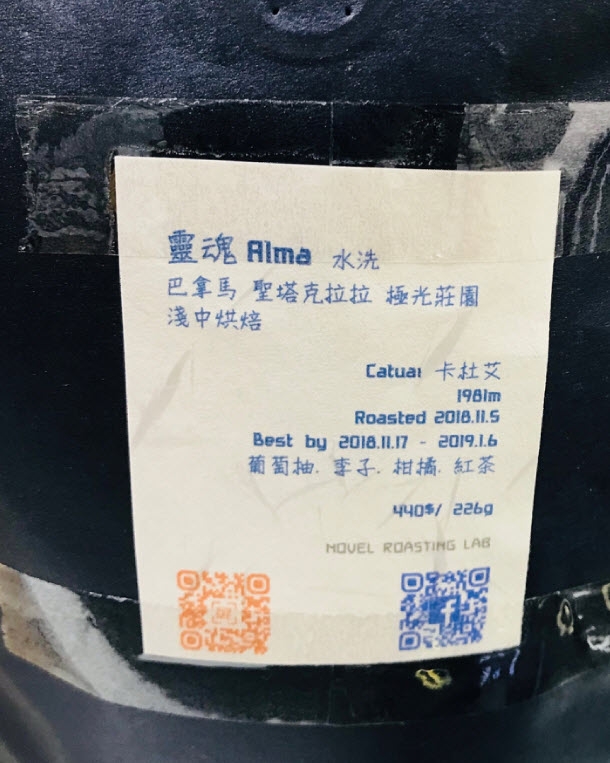 靈魂 Alma 水洗
巴拿馬 聖塔克拉拉 極光莊園
淺中烘焙
Catuai 卡杜艾
1981m
Roasted 2018.11.5
Best by 2018.11.17 - 2019.1.6
葡萄柚. 李子. 柑橘. 紅茶
440$/ 226g
NOVEL ROASTING LAB